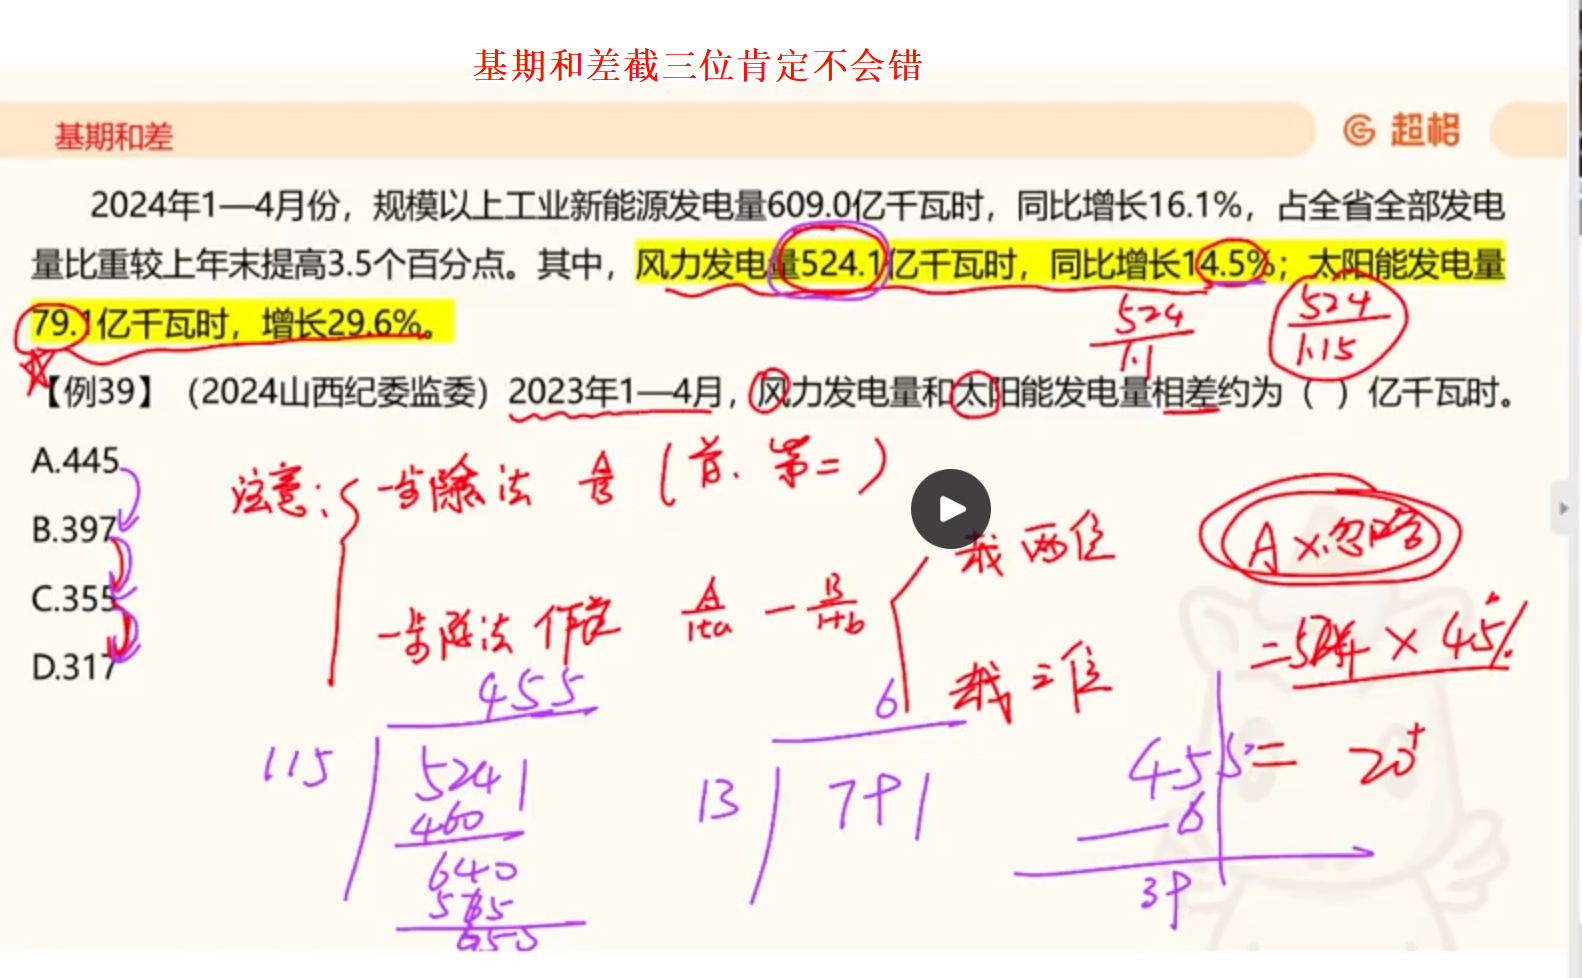 基期和差截三位肯定不会错
基期和差
超格
2024年1—4月份，规模以上工业新能源发电量609.0亿千瓦时，同比增长16.1%，占全省全部发电
量比重较上年末提高3.5个百分点。其中，风力发电量524.1亿千瓦时，同比增长14.5%；太阳能发电量
79.1亿千瓦时，增长29.6%。
524/1.1
524/1.15
【例39】（2024山西纪委监委）2023年1—4月，风力发电量和太阳能发电量相差约为（ ）亿千瓦时。
A.445
B.397
C.355
D.317
注意：
一步除法 A/B（首、第二）
截两位
A×忽略
一步除法作差 A/1+a − B/1+b
截三位
=524×45%
=20+
455
115 5241
460
640
575
650
6
13 791
455
6
39